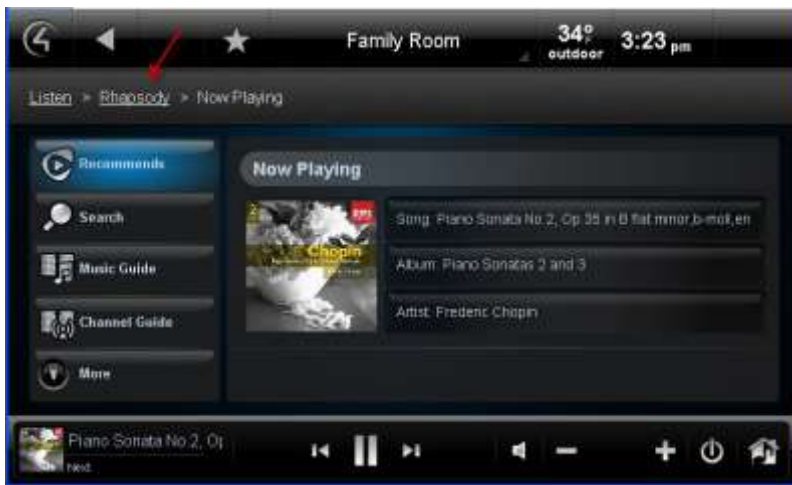 Family Room
34°
outdoor
3:23 pm
Listen > Rhapsody > Now Playing
Recommends
Search
Music Guide
Channel Guide
More
Now Playing
2
Chopin
Song: Piano Sonata No.2, Op 35 in B flat minor,b-moll,en
Album: Piano Sonatas 2 and 3
Artist: Frederic Chopin
Piano Sonata No.2, Op
Next: